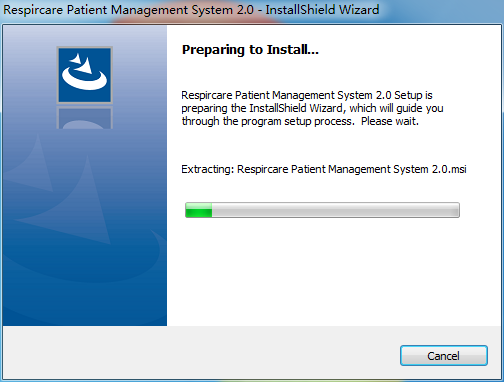 Respircare Patient Management System 2.0 - InstallShield Wizard
Preparing to Install...
Respircare Patient Management System 2.0 Setup is
preparing the InstallShield Wizard, which will guide you
through the program setup process.  Please wait.
Extracting: Respircare Patient Management System 2.0.msi
Cancel